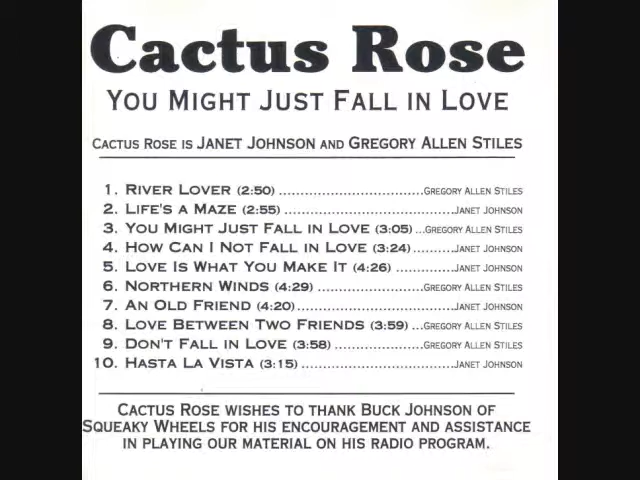 Cactus Rose
YOU MIGHT JUST FALL IN LOVE
CACTUS ROSE IS JANET JOHNSON AND GREGORY ALLEN STILES
1. RIVER LOVER (2:50) ..................................GREGORY ALLEN STILES
2. LIFE'S A MAZE (2:55) ........................................JANET JOHNSON
3. YOU MIGHT JUST FALL IN LOVE (3:05) ...GREGORY ALLEN STILES
4. HOW CAN I NOT FALL IN LOVE (3:24)..........JANET JOHNSON
5. LOVE IS WHAT YOU MAKE IT (4:26) ..............JANET JOHNSON
6. NORTHERN WINDS (4:29) .........................GREGORY ALLEN STILES
7. AN OLD FRIEND (4:20).....................................JANET JOHNSON
8. LOVE BETWEEN TWO FRIENDS (3:59) ...GREGORY ALLEN STILES
9. DON'T FALL IN LOVE (3:58) .....................GREGORY ALLEN STILES
10. HASTA LA VISTA (3:15) .....................................JANET JOHNSON
CACTUS ROSE WISHES TO THANK BUCK JOHNSON OF
SQUEAKY WHEELS FOR HIS ENCOURAGEMENT AND ASSISTANCE
IN PLAYING OUR MATERIAL ON HIS RADIO PROGRAM.